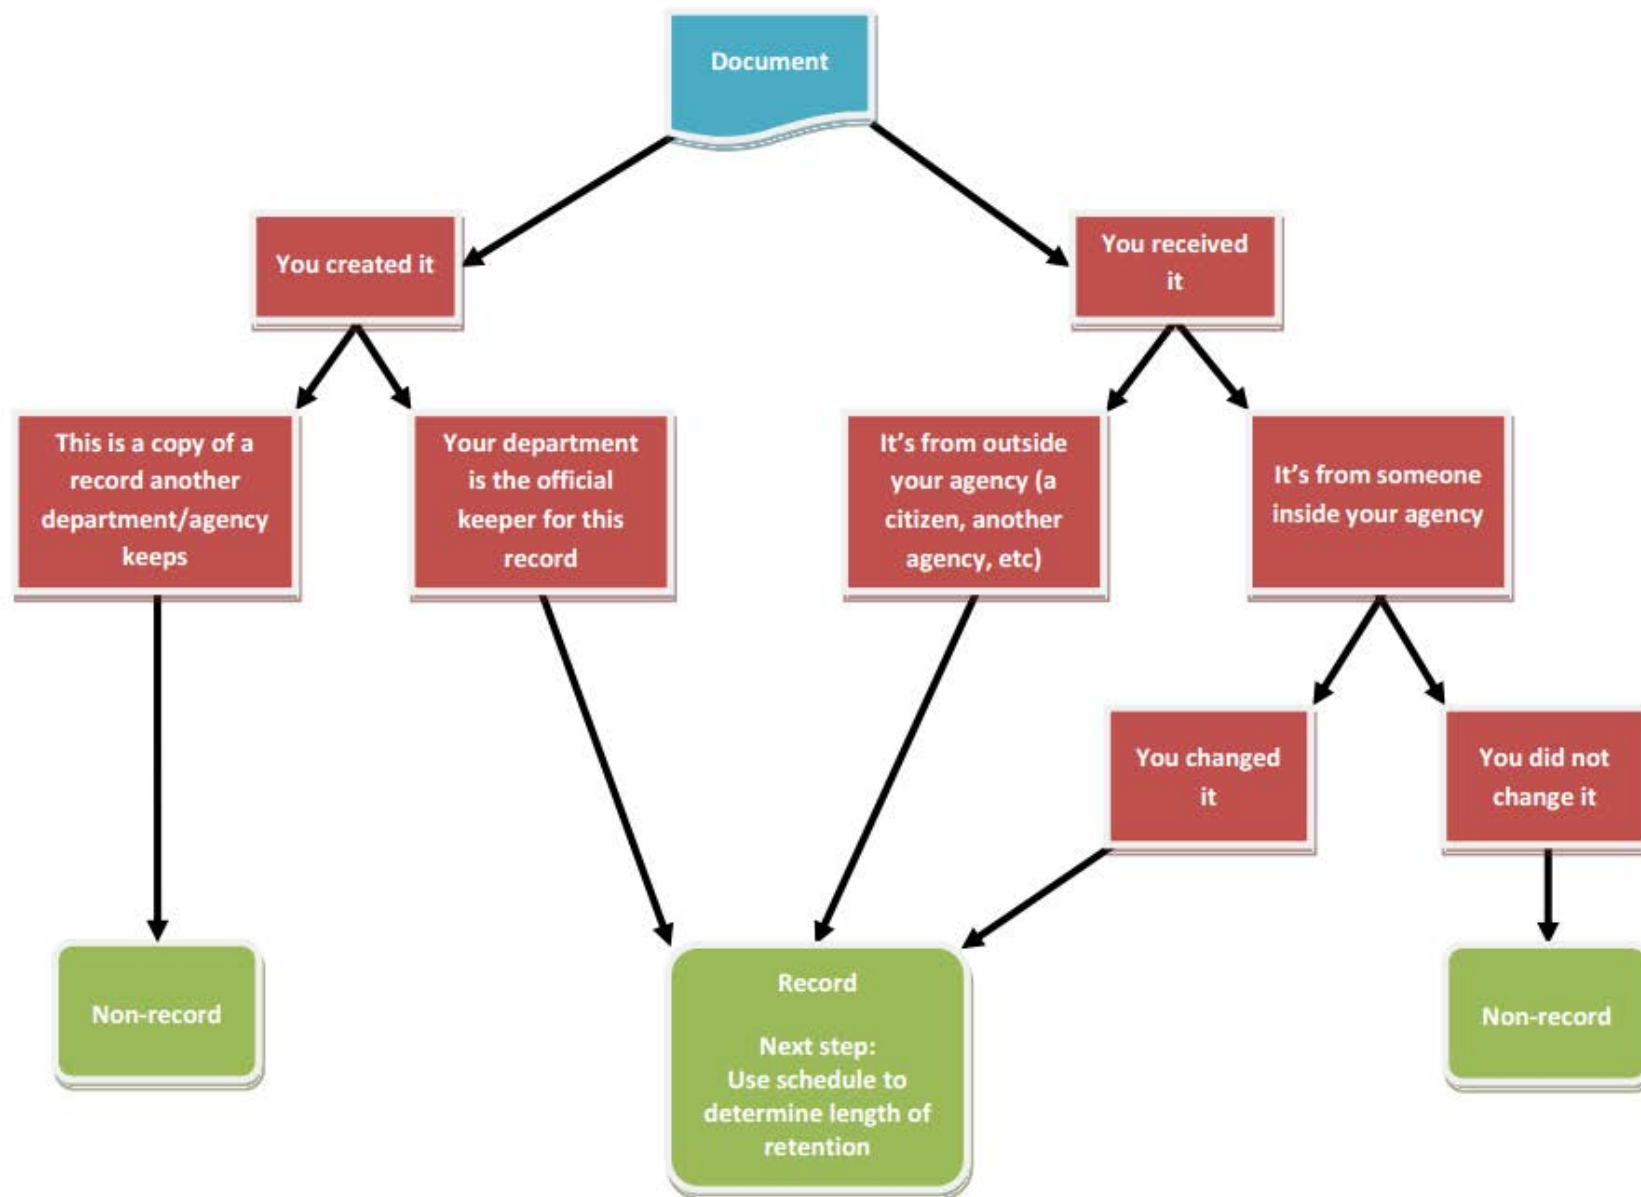 Document
You created it
You received
it
This is a copy of a
record another
department/agency
keeps
Your department
is the official
keeper for this
record
It’s from outside
your agency (a
citizen, another
agency, etc)
It’s from someone
inside your agency
You changed
it
You did not
change it
Non-record
Record
Next step:
Use schedule to
determine length of
retention
Non-record